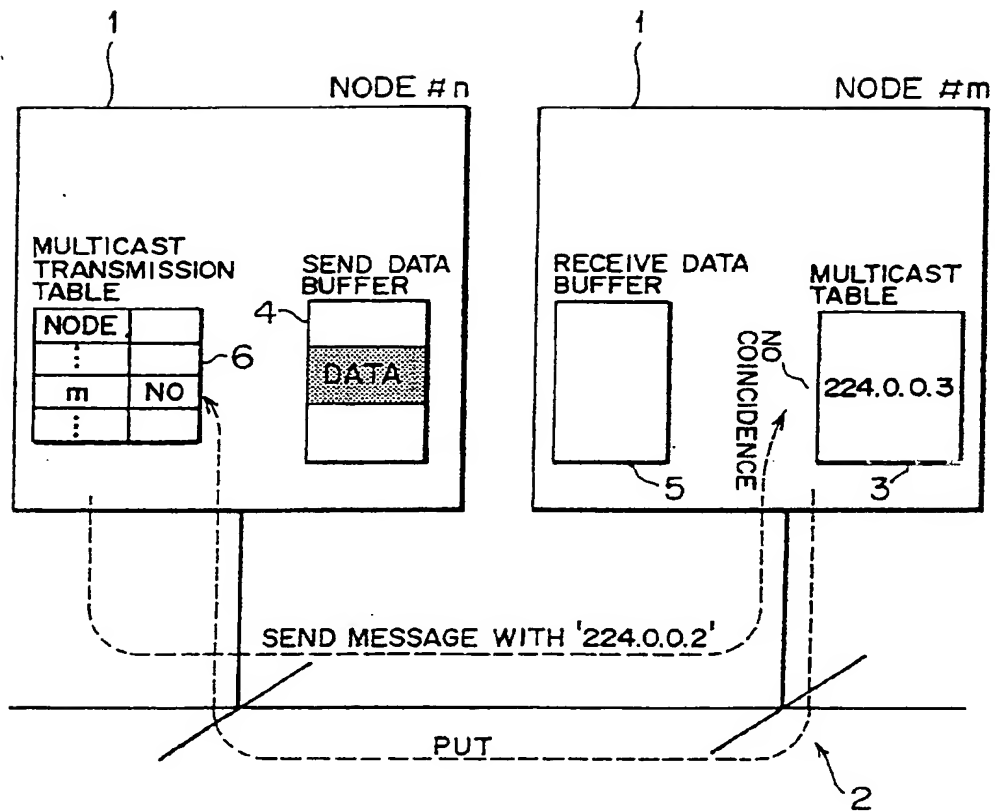 1
1
NODE #n
NODE #m
MULTICAST
TRANSMISSION
TABLE
SEND DATA
BUFFER
RECEIVE DATA
BUFFER
MULTICAST
TABLE
NODE
4
6
DATA
m
NO
NO
COINCIDENCE
224.0.0.3
5
3
SEND MESSAGE WITH '224.0.0.2'
PUT
2